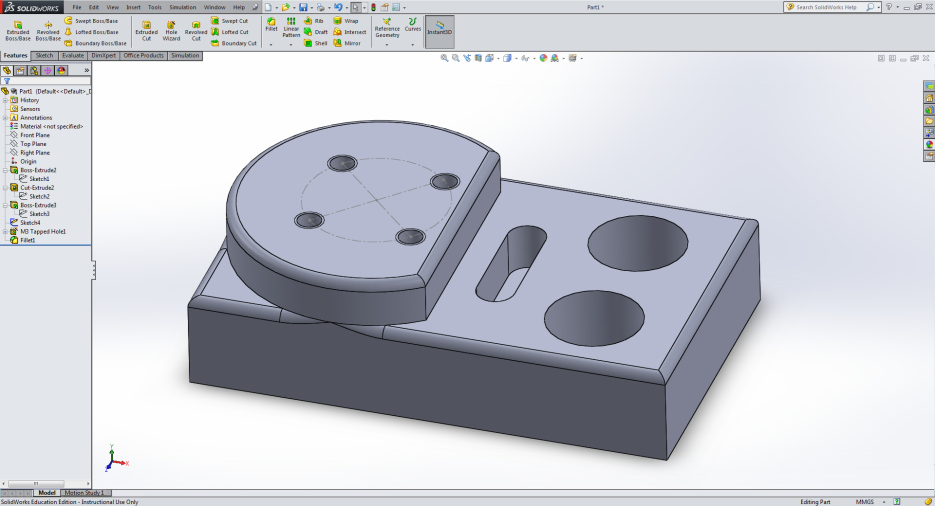 SOLIDWORKS File Edit View Insert Tools Simulation Window Help Part1 * Search SolidWorks Help
Extruded Boss/Base
Revolved Boss/Base
Swept Boss/Base
Lofted Boss/Base
Boundary Boss/Base
Extruded Cut
Hole Wizard
Revolved Cut
Swept Cut
Lofted Cut
Boundary Cut
Fillet
Linear Pattern
Rib
Draft
Shell
Wrap
Intersect
Mirror
Reference Geometry
Curves
Instant3D
Features Sketch Evaluate DimXpert Office Products Simulation
Part1 (Default<<Default>_D
History
Sensors
Annotations
Material <not specified>
Front Plane
Top Plane
Right Plane
Origin
Boss-Extrude2
Sketch1
Cut-Extrude2
Sketch2
Boss-Extrude3
Sketch3
Sketch4
M3 Tapped Hole1
Fillet1
Y
X
Z
Model Motion Study 1
SolidWorks Education Edition - Instructional Use Only Editing Part MMGS